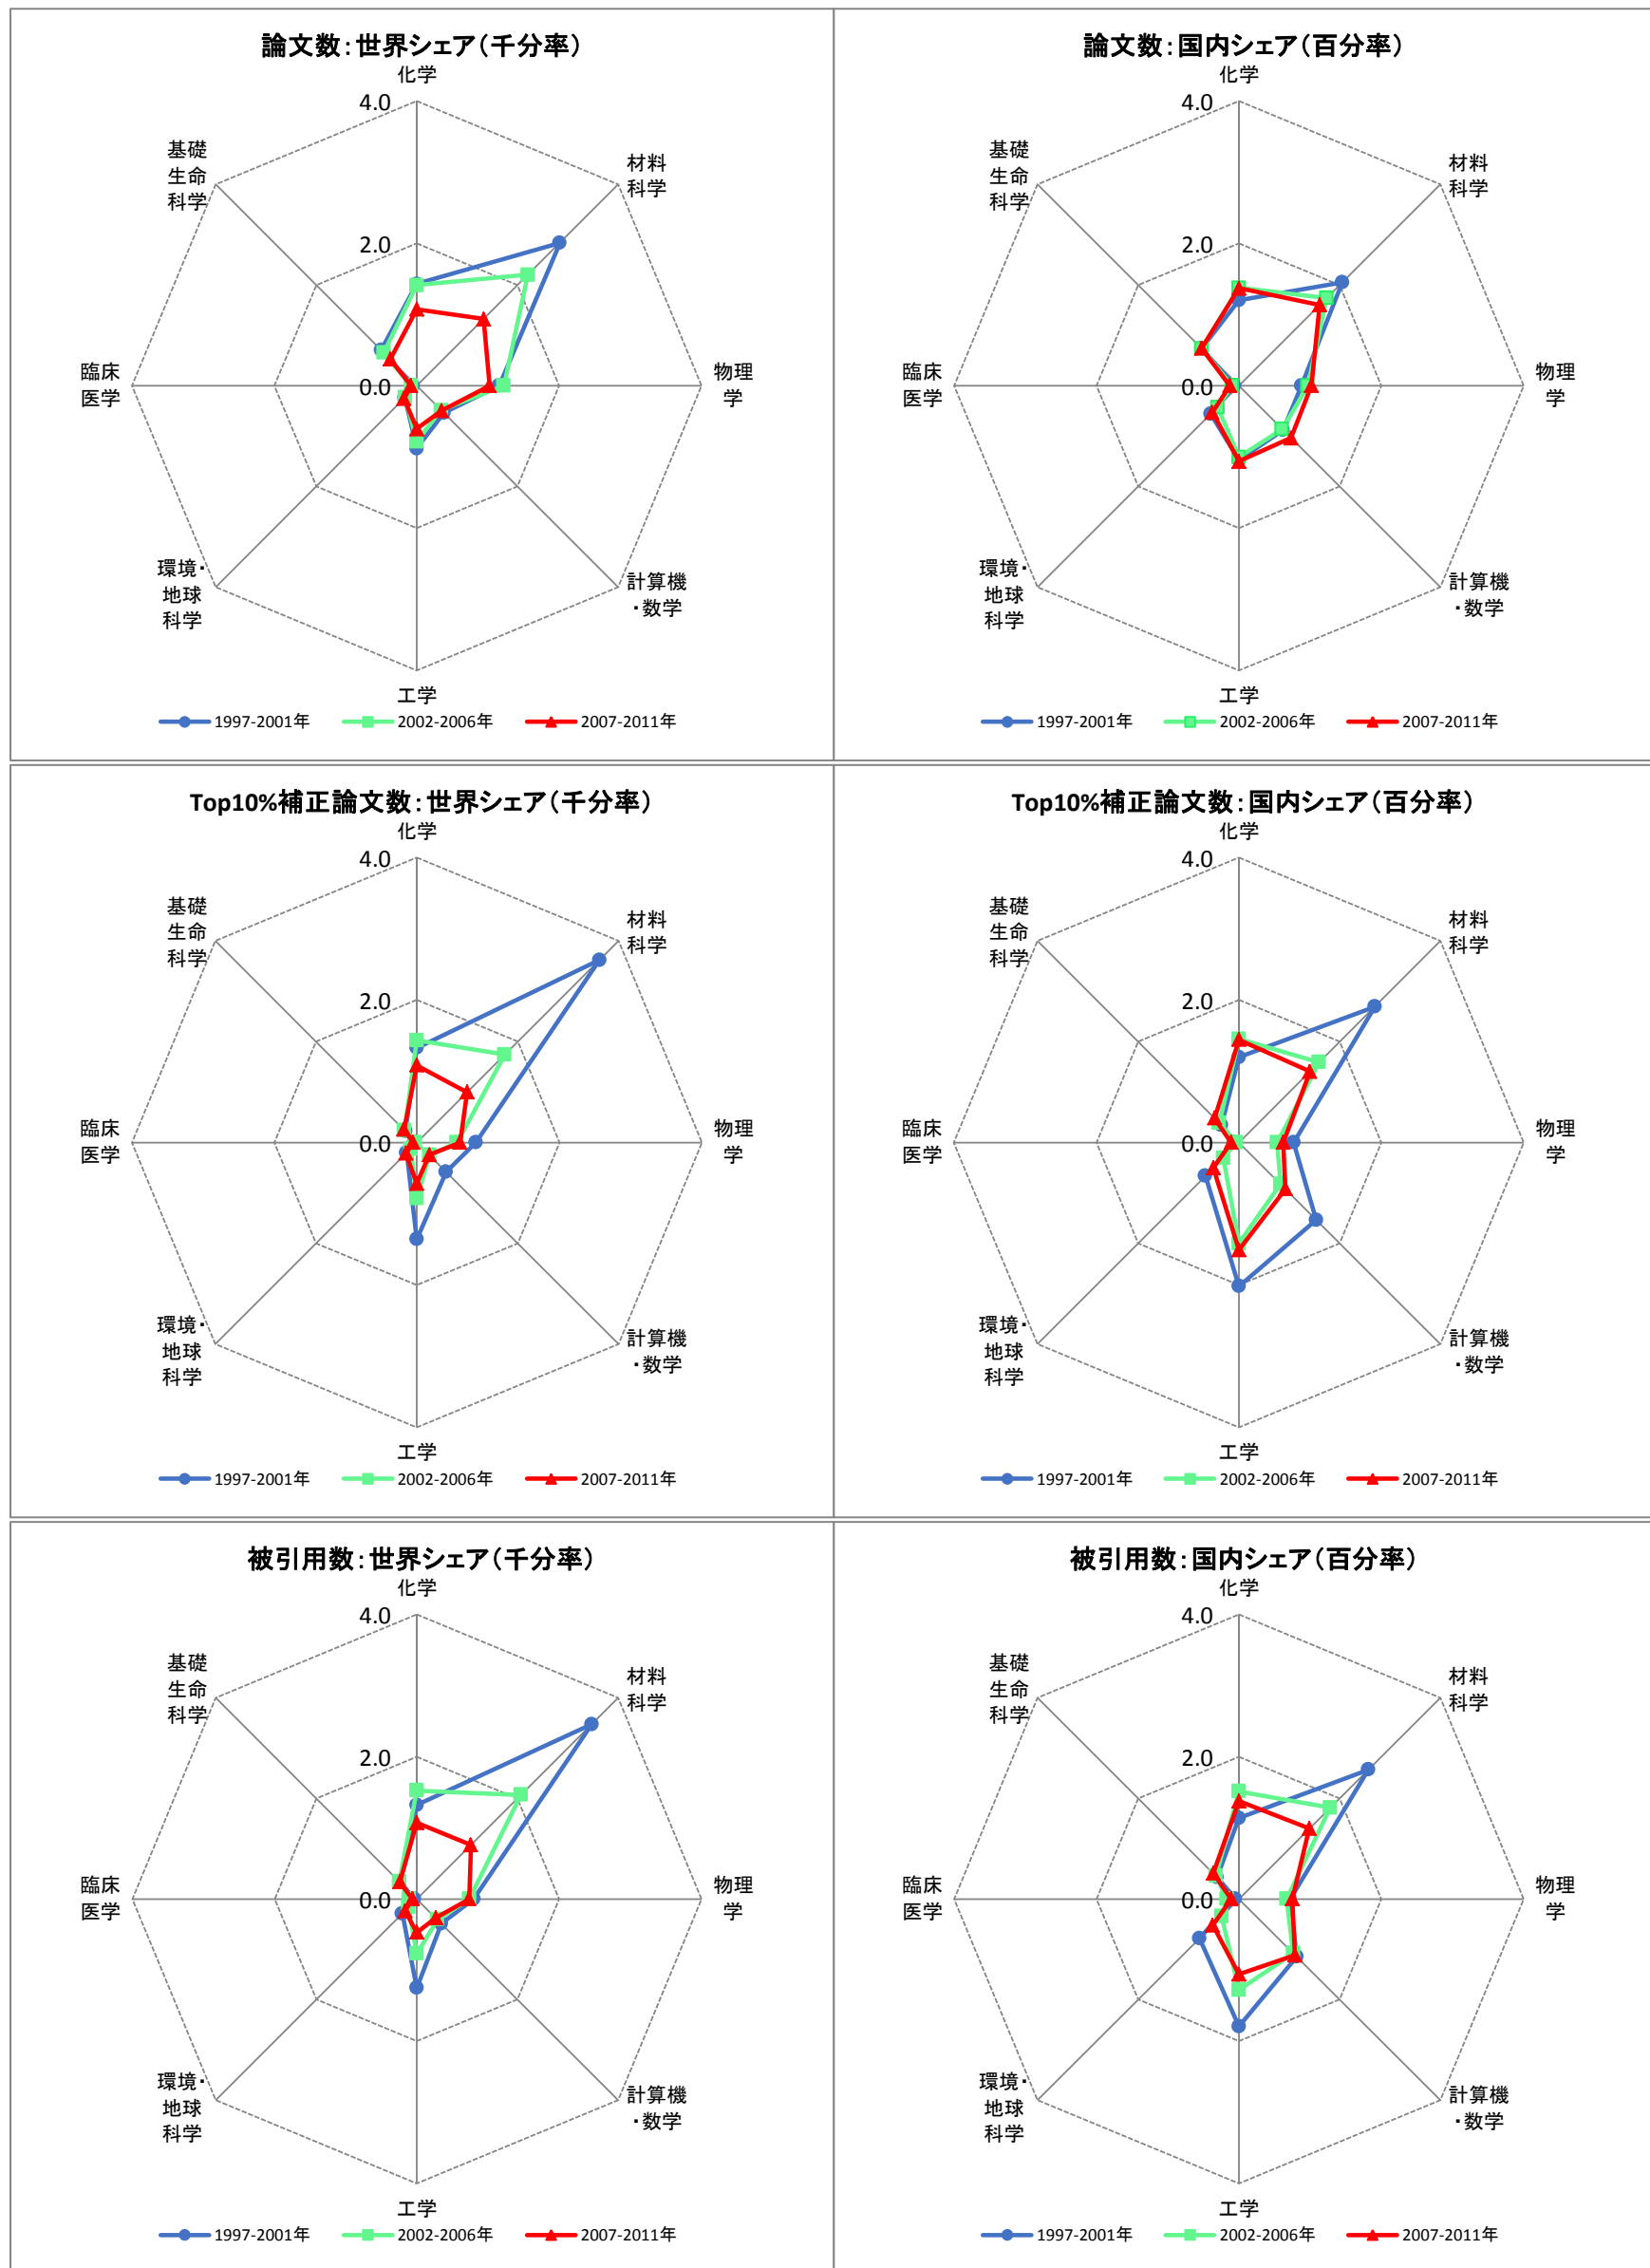 論文数：世界シェア（千分率）
化学
4.0
基礎
生命
科学
材料
科学
2.0
臨床
医学
0.0
物理
学
環境・
地球
科学
計算機
・数学
工学
1997-2001年
2002-2006年
2007-2011年
論文数：国内シェア（百分率）
化学
4.0
基礎
生命
科学
材料
科学
2.0
臨床
医学
0.0
物理
学
環境・
地球
科学
計算機
・数学
工学
1997-2001年
2002-2006年
2007-2011年
Top10%補正論文数：世界シェア（千分率）
化学
4.0
基礎
生命
科学
材料
科学
2.0
臨床
医学
0.0
物理
学
環境・
地球
科学
計算機
・数学
工学
1997-2001年
2002-2006年
2007-2011年
Top10%補正論文数：国内シェア（百分率）
化学
4.0
基礎
生命
科学
材料
科学
2.0
臨床
医学
0.0
物理
学
環境・
地球
科学
計算機
・数学
工学
1997-2001年
2002-2006年
2007-2011年
被引用数：世界シェア（千分率）
化学
4.0
基礎
生命
科学
材料
科学
2.0
臨床
医学
0.0
物理
学
環境・
地球
科学
計算機
・数学
工学
1997-2001年
2002-2006年
2007-2011年
被引用数：国内シェア（百分率）
化学
4.0
基礎
生命
科学
材料
科学
2.0
臨床
医学
0.0
物理
学
環境・
地球
科学
計算機
・数学
工学
1997-2001年
2002-2006年
2007-2011年